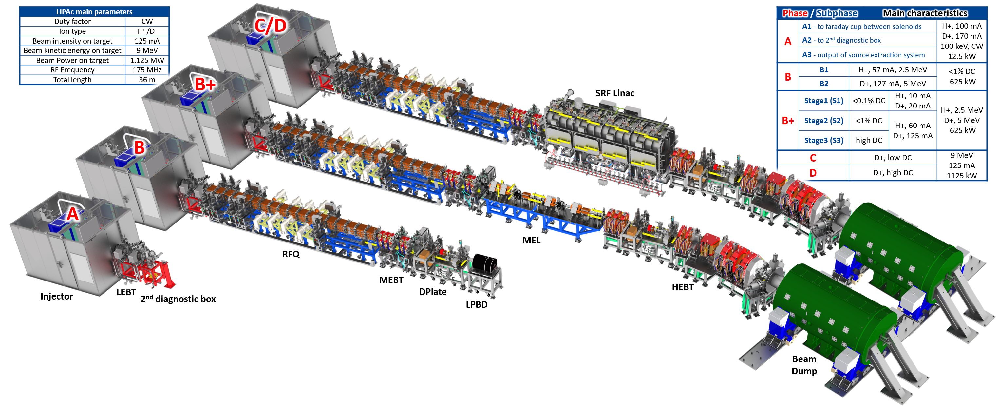 LIPAc main parameters
Duty factor CW
Ion type H⁺ /D⁺
Beam intensity on target 125 mA
Beam kinetic energy on target 9 MeV
Beam Power on target 1.125 MW
RF Frequency 175 MHz
Total length 36 m
C/D
B+
B
A
Phase / Subphase Main characteristics
A
A1 - to faraday cup between solenoids
A2 - to 2nd diagnostic box
A3 - output of source extraction system
H+, 100 mA
D+, 170 mA
100 keV, CW
12.5 kW
B
B1 H+, 57 mA, 2.5 MeV
B2 D+, 127 mA, 5 MeV
<1% DC
625 kW
B+
Stage1 (S1) <0.1% DC
H+, 10 mA
D+, 20 mA
Stage2 (S2) <1% DC
Stage3 (S3) high DC
H+, 60 mA
D+, 125 mA
H+, 2.5 MeV
D+, 5 MeV
625 kW
C D+, low DC
D D+, high DC
9 MeV
125 mA
1125 kW
SRF Linac
MEL
RFQ
MEBT
DPlate
LPBD
HEBT
Injector
LEBT
2nd diagnostic box
Beam
Dump